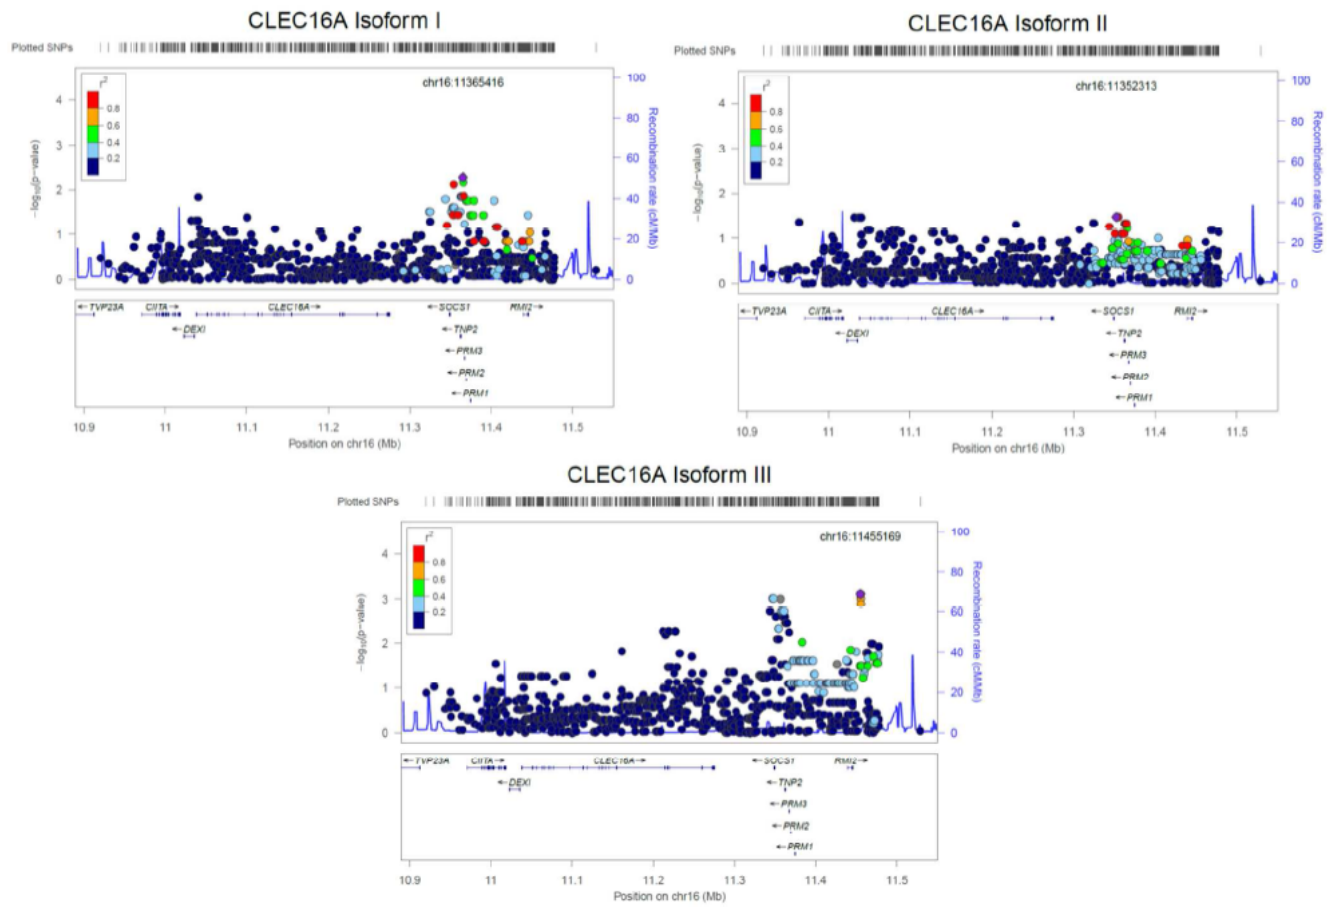 CLEC16A Isoform I
Plotted SNPs
chr16:11365416
r²
0.8
0.6
0.4
0.2
4
3
2
1
0
−log₁₀(p−value)
100
80
60
40
20
0
Recombination rate (cM/Mb)
←TVP23A CIITA→ CLEC16A→ ←SOCS1 RMI2→
←DEXI ←TNP2
←PRM3
←PRM2
←PRM1
10.9 11 11.1 11.2 11.3 11.4 11.5
Position on chr16 (Mb)
CLEC16A Isoform II
Plotted SNPs
chr16:11352313
r²
0.8
0.6
0.4
0.2
4
3
2
1
0
−log₁₀(p−value)
100
80
60
40
20
0
Recombination rate (cM/Mb)
←TVP23A CIITA→ CLEC16A→ ←SOCS1 RMI2→
←DEXI ←TNP2
←PRM3
←PRM2
←PRM1
10.9 11 11.1 11.2 11.3 11.4 11.5
Position on chr16 (Mb)
CLEC16A Isoform III
Plotted SNPs
chr16:11455169
r²
0.8
0.6
0.4
0.2
4
3
2
1
0
−log₁₀(p−value)
100
80
60
40
20
0
Recombination rate (cM/Mb)
←TVP23A CIITA→ CLEC16A→ ←SOCS1 RMI2→
←DEXI ←TNP2
←PRM3
←PRM2
←PRM1
10.9 11 11.1 11.2 11.3 11.4 11.5
Position on chr16 (Mb)